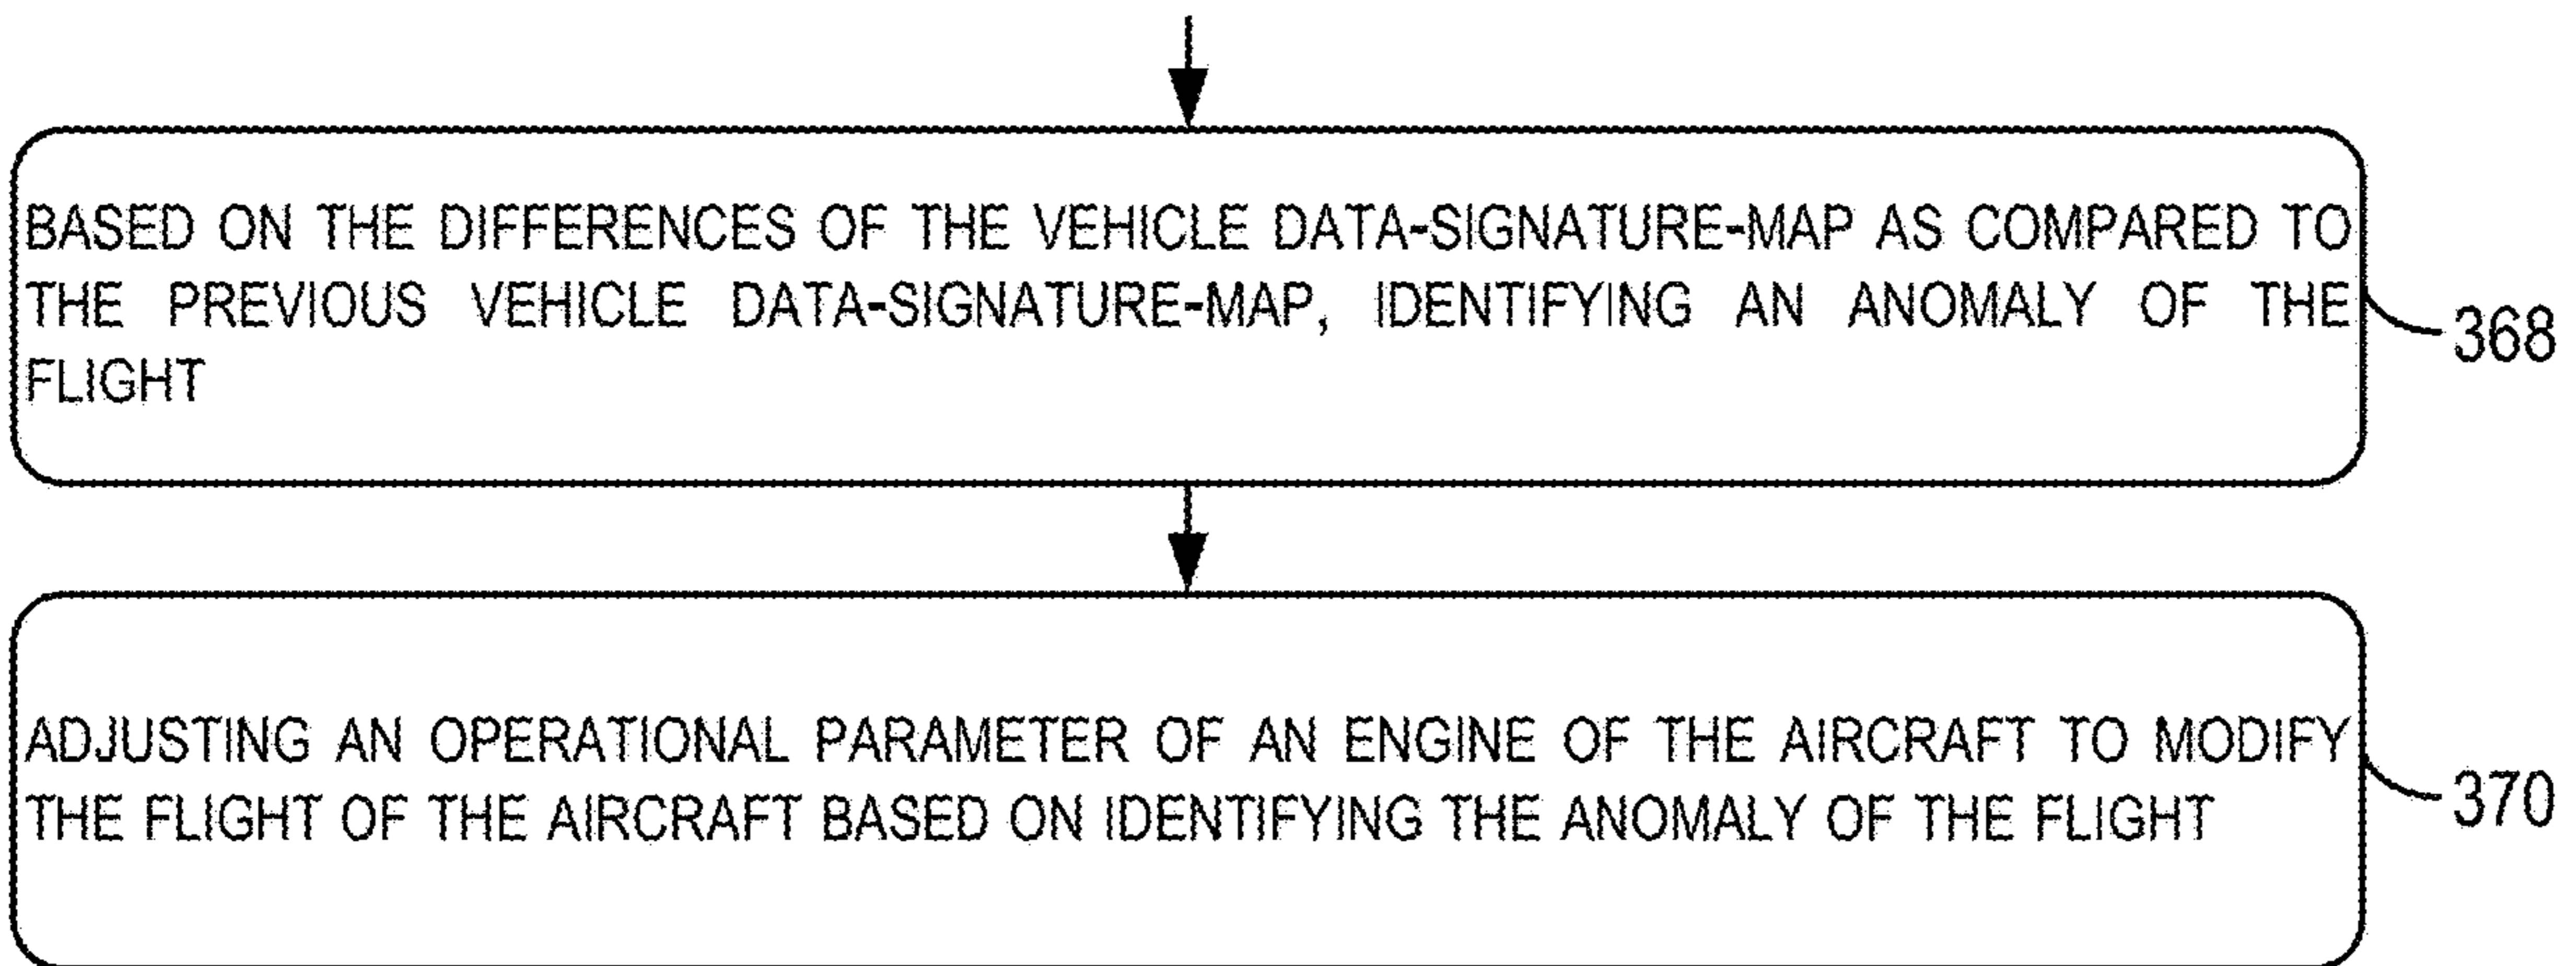 BASED ON THE DIFFERENCES OF THE VEHICLE DATA-SIGNATURE-MAP AS COMPARED TO
THE PREVIOUS VEHICLE DATA-SIGNATURE-MAP, IDENTIFYING AN ANOMALY OF THE
FLIGHT
368
ADJUSTING AN OPERATIONAL PARAMETER OF AN ENGINE OF THE AIRCRAFT TO MODIFY
THE FLIGHT OF THE AIRCRAFT BASED ON IDENTIFYING THE ANOMALY OF THE FLIGHT
370